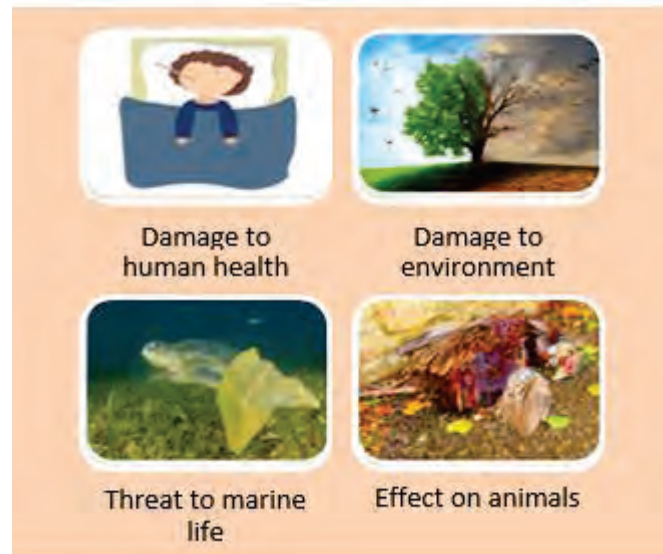 Damage to
human health
Damage to
environment
Threat to marine
life
Effect on animals